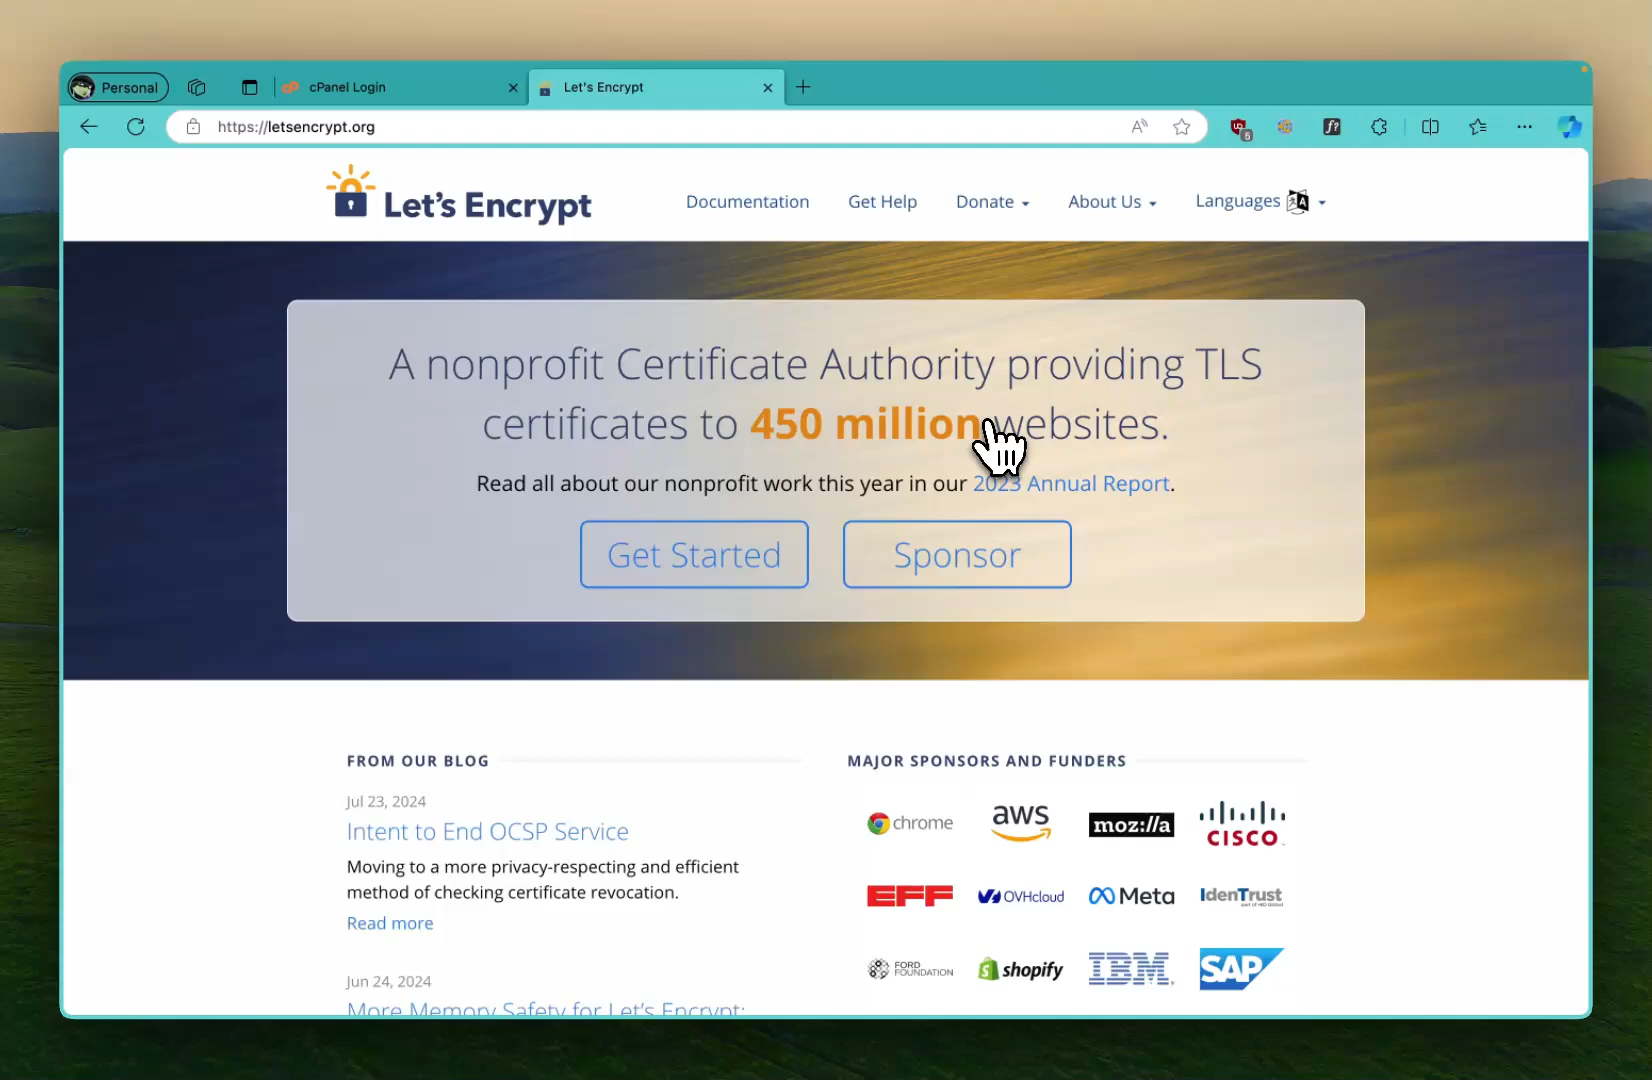 Personal
cPanel Login
Let's Encrypt
https://letsencrypt.org
5
Let's Encrypt
Documentation
Get Help
Donate
About Us
Languages
A nonprofit Certificate Authority providing TLS
certificates to 450 million websites.
Read all about our nonprofit work this year in our 2023 Annual Report.
Get Started
Sponsor
FROM OUR BLOG
Jul 23, 2024
Intent to End OCSP Service
Moving to a more privacy-respecting and efficient
method of checking certificate revocation.
Read more
Jun 24, 2024
More Memory Safety for Let's Encrypt:
MAJOR SPONSORS AND FUNDERS
chrome
aws
moz://a
CISCO
EFF
OVHcloud
Meta
IdenTrust
FORD
FOUNDATION
shopify
IBM
SAP